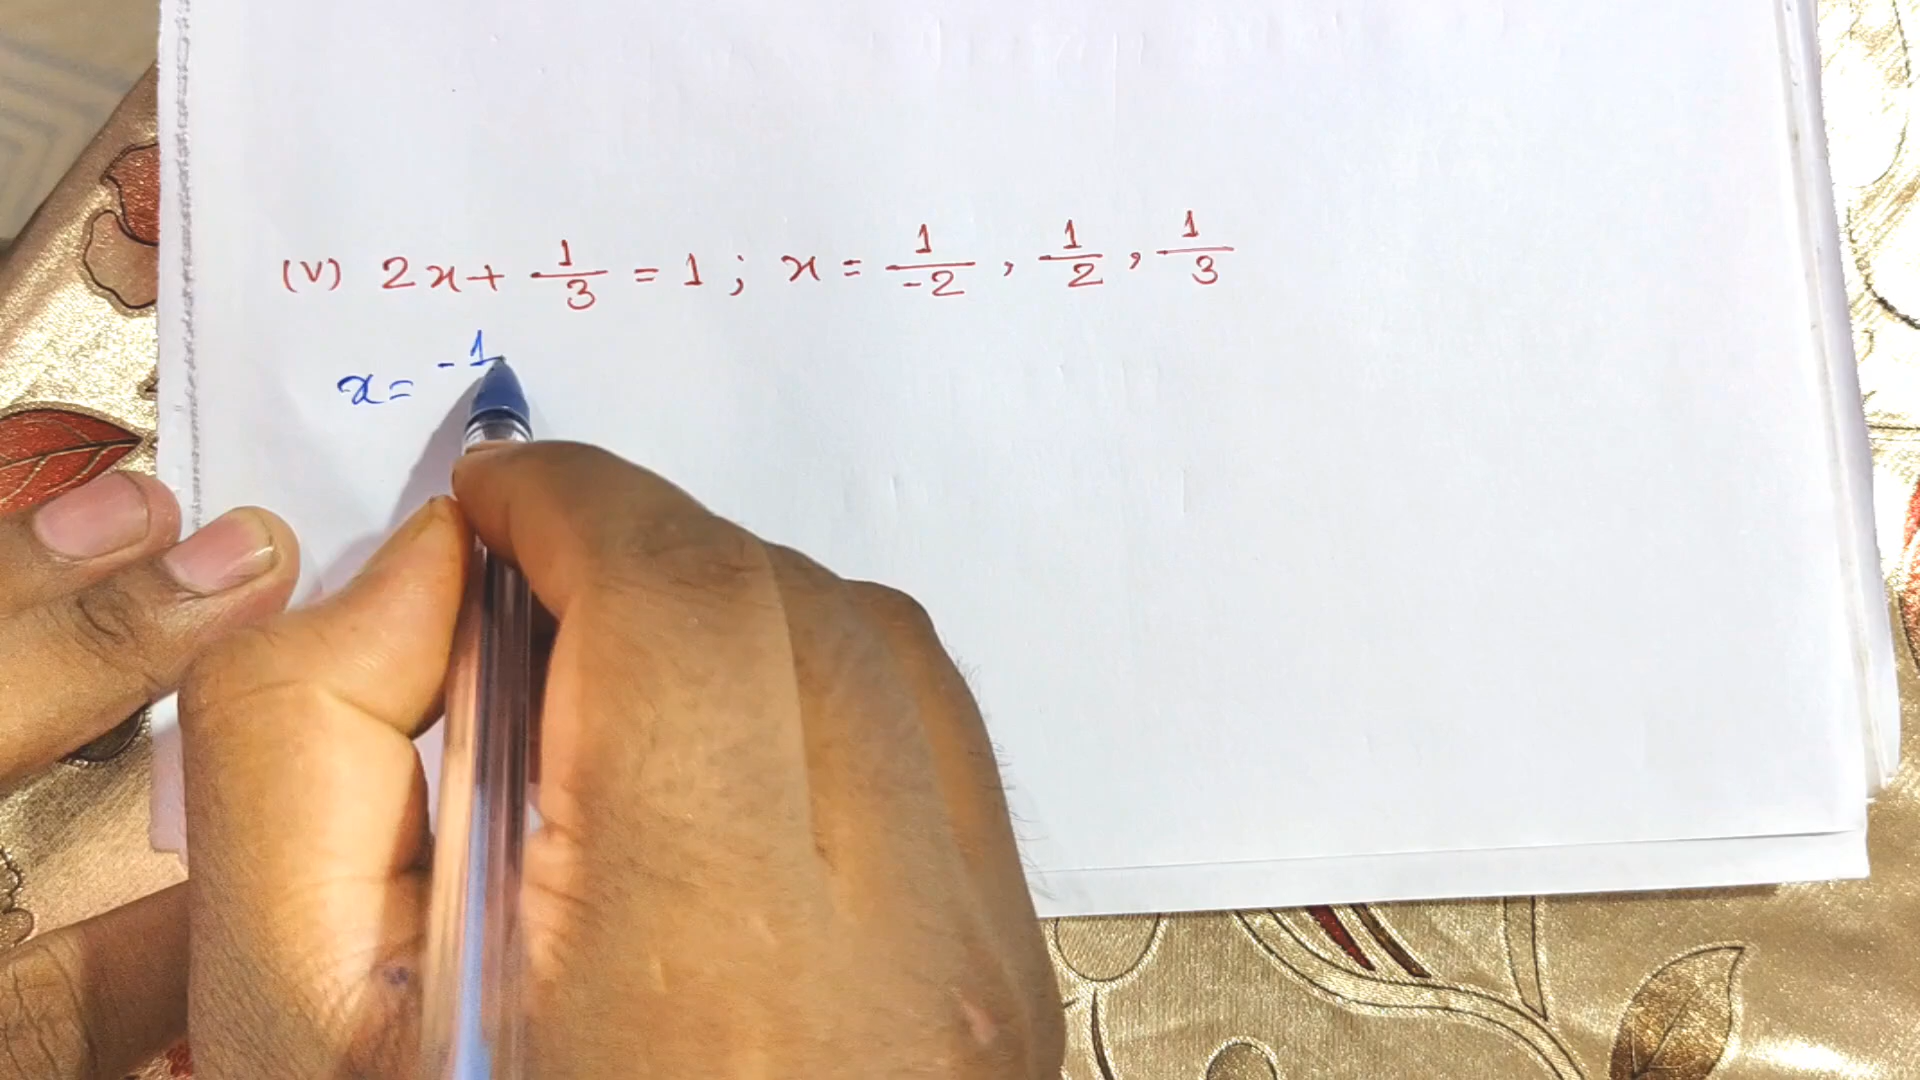 (V) 2x + 1/3 = 1 ; x = 1/-2 , 1/2 , 1/3
x = -1